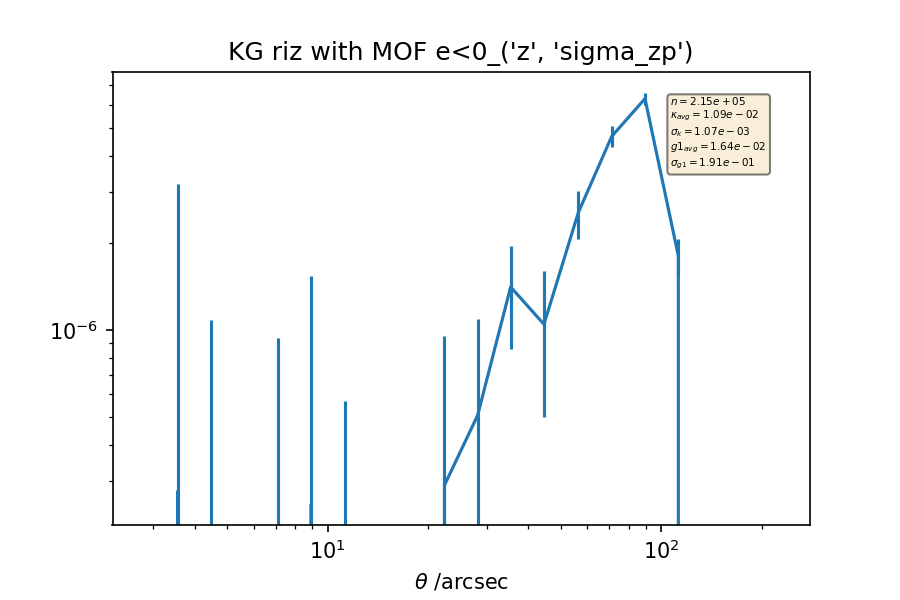 KG riz with MOF e<0_('z', 'sigma_zp')
n = 2.15e + 05
κavg = 1.09e − 02
σk = 1.07e − 03
g1avg = 1.64e − 02
σg1 = 1.91e − 01
10⁻⁶
10¹
10²
θ /arcsec